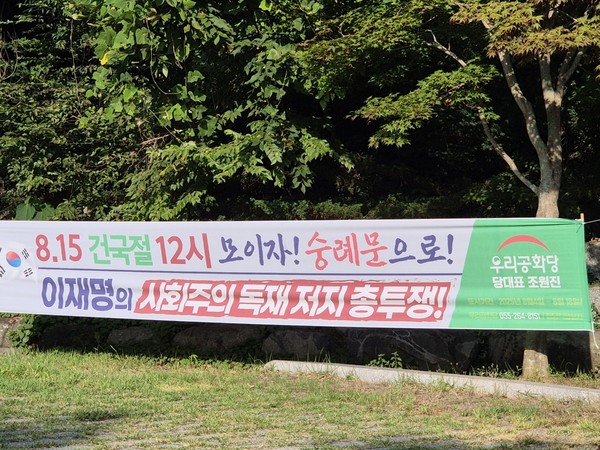 8.15 건국절 12시 모이자! 숭례문으로!
이재명의 사회주의 독재 저지 총투쟁!
우리공화당
당대표 조원진